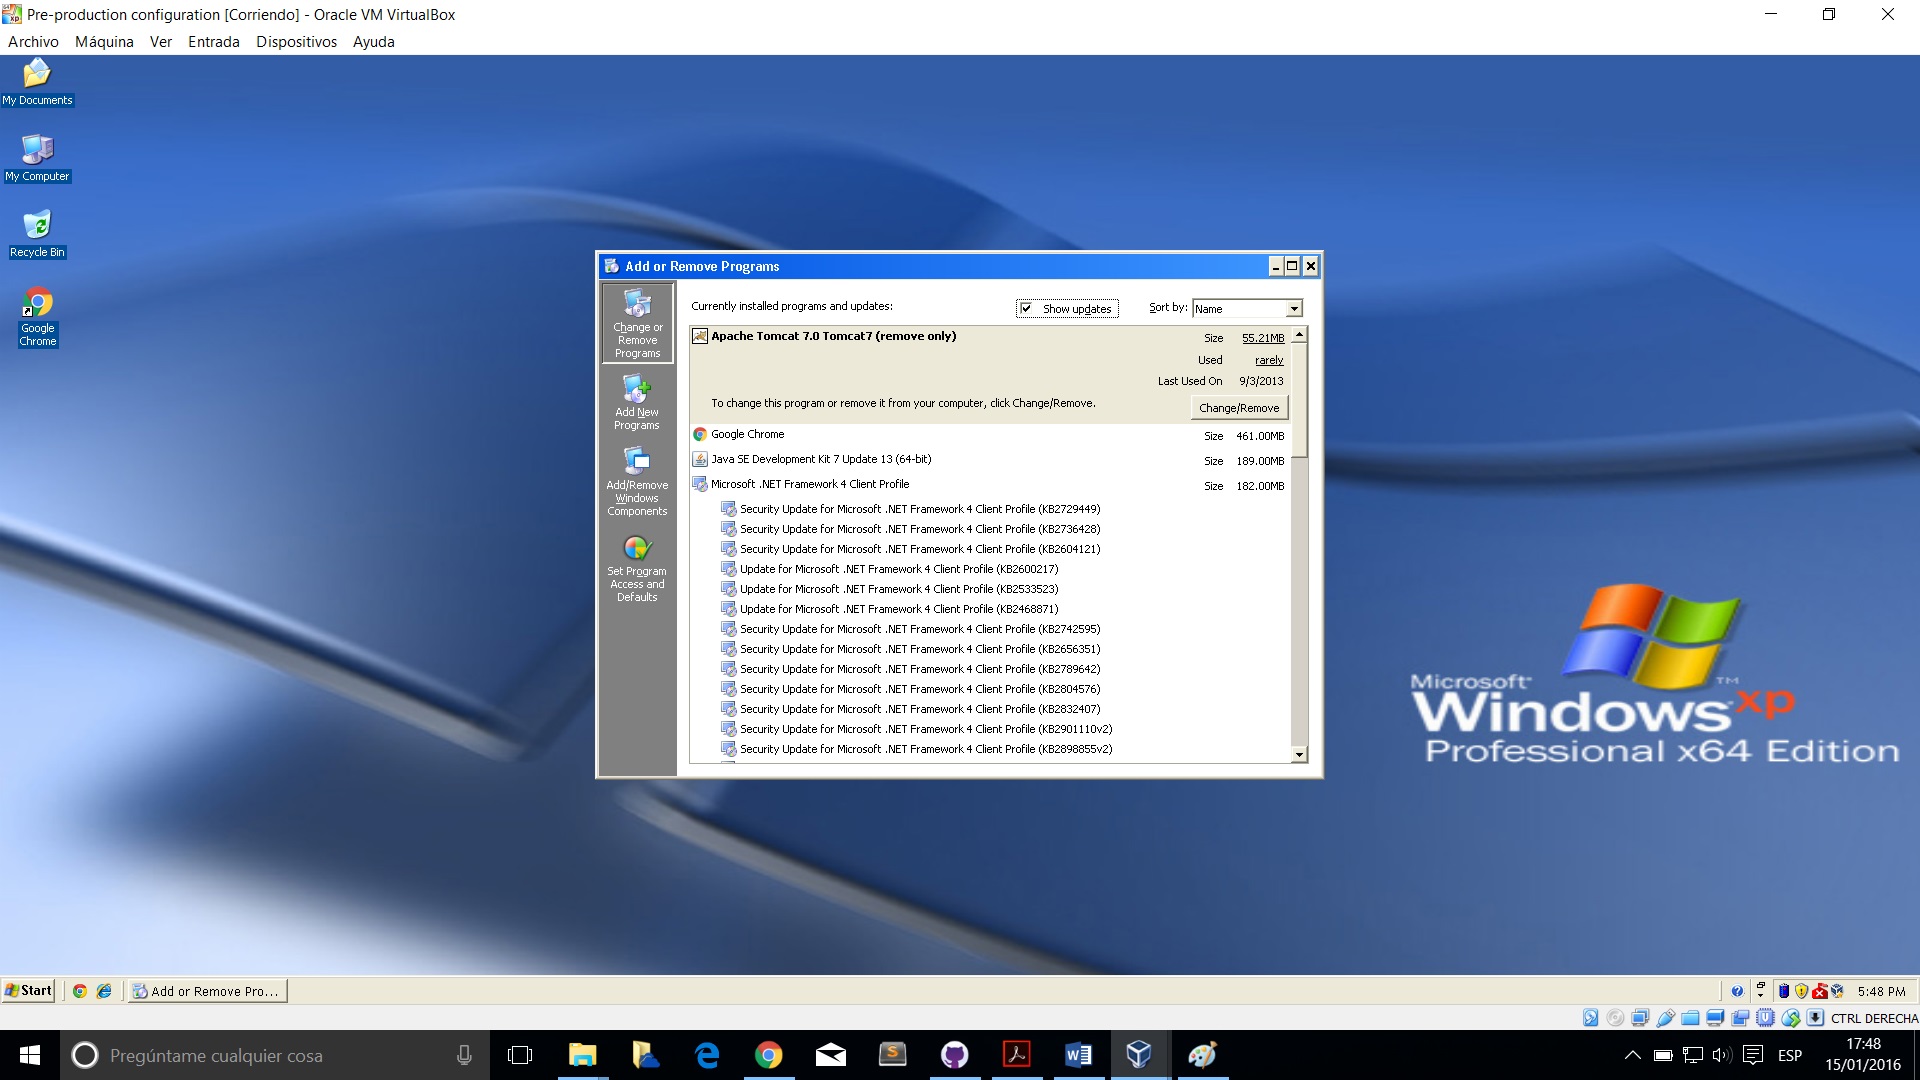 Pre-production configuration [Corriendo] - Oracle VM VirtualBox
Archivo Máquina Ver Entrada Dispositivos Ayuda
My Documents
My Computer
Recycle Bin
Google
Chrome
Add or Remove Programs
Change or
Remove
Programs
Add New
Programs
Add/Remove
Windows
Components
Set Program
Access and
Defaults
Currently installed programs and updates:
Show updates
Sort by: Name
Apache Tomcat 7.0 Tomcat7 (remove only)
Size 55.21MB
Used rarely
Last Used On 9/3/2013
To change this program or remove it from your computer, click Change/Remove.
Change/Remove
Google Chrome Size 461.00MB
Java SE Development Kit 7 Update 13 (64-bit) Size 189.00MB
Microsoft .NET Framework 4 Client Profile Size 182.00MB
Security Update for Microsoft .NET Framework 4 Client Profile (KB2729449)
Security Update for Microsoft .NET Framework 4 Client Profile (KB2736428)
Security Update for Microsoft .NET Framework 4 Client Profile (KB2604121)
Update for Microsoft .NET Framework 4 Client Profile (KB2600217)
Update for Microsoft .NET Framework 4 Client Profile (KB2533523)
Update for Microsoft .NET Framework 4 Client Profile (KB2468871)
Security Update for Microsoft .NET Framework 4 Client Profile (KB2742595)
Security Update for Microsoft .NET Framework 4 Client Profile (KB2656351)
Security Update for Microsoft .NET Framework 4 Client Profile (KB2789642)
Security Update for Microsoft .NET Framework 4 Client Profile (KB2804576)
Security Update for Microsoft .NET Framework 4 Client Profile (KB2832407)
Security Update for Microsoft .NET Framework 4 Client Profile (KB2901110v2)
Security Update for Microsoft .NET Framework 4 Client Profile (KB2898855v2)
Microsoft
Windows xp ™
Professional x64 Edition
Start
Add or Remove Pro...
5:48 PM
CTRL DERECHA
Pregúntame cualquier cosa
ESP
17:48
15/01/2016